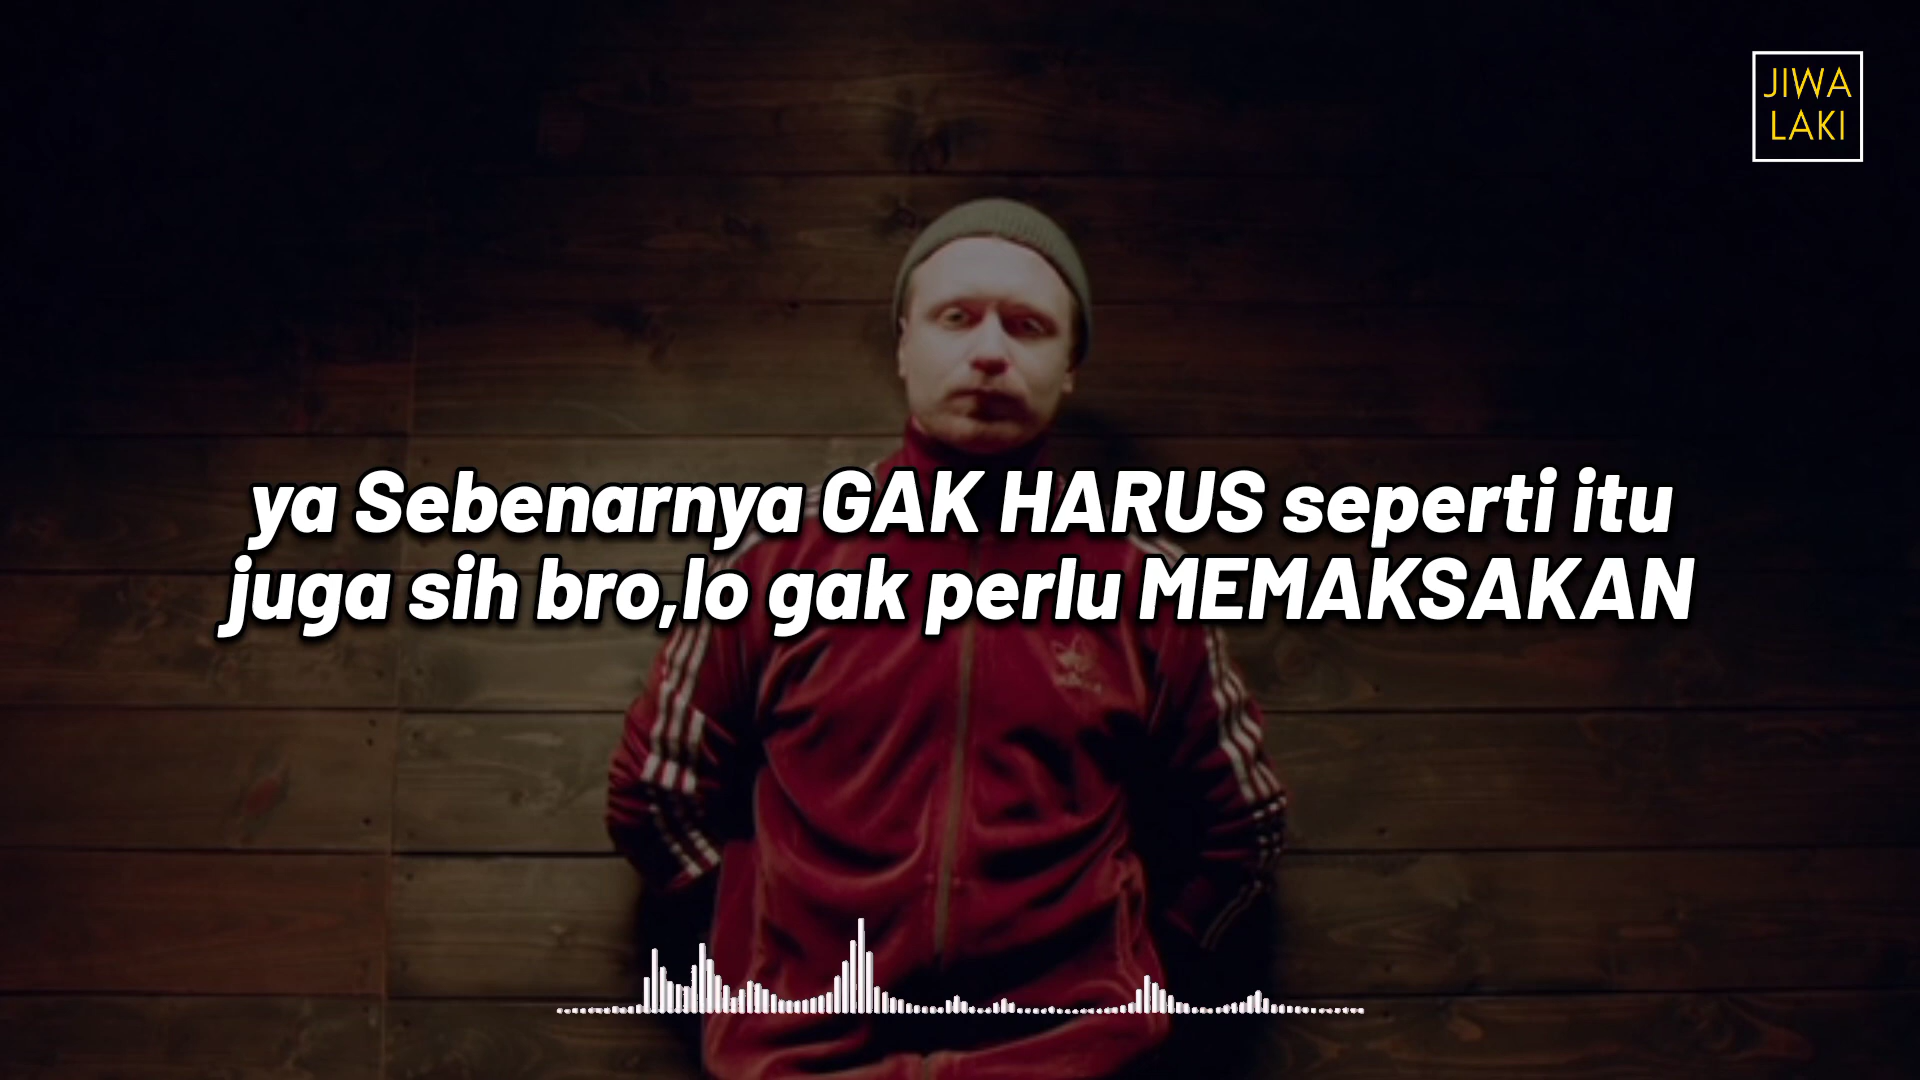 JIWA
LAKI
ya Sebenarnya GAK HARUS seperti itu
juga sih bro,lo gak perlu MEMAKSAKAN